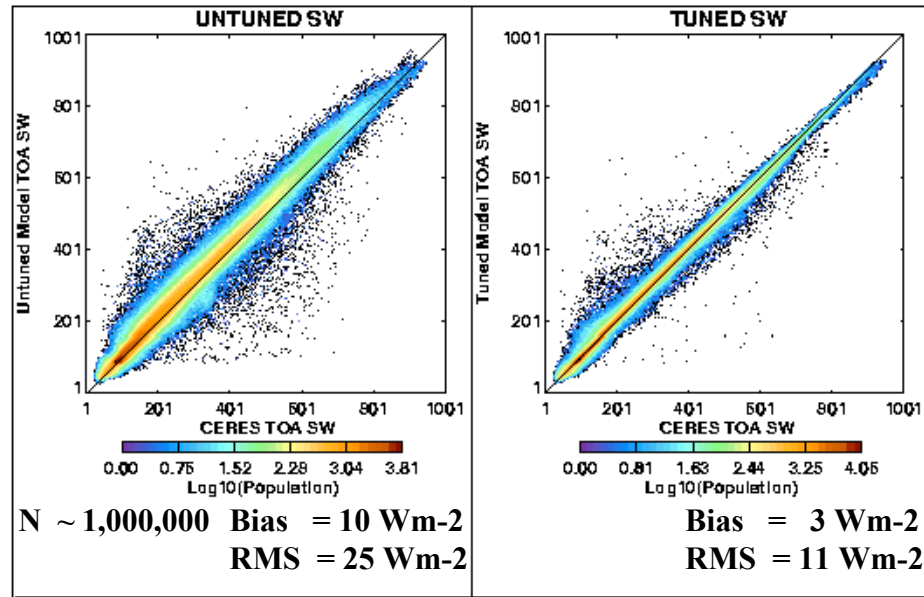 UNTUNED SW
1001
801
601
401
201
1
Untuned Model TOA SW
1 201 401 601 801 1001
CERES TOA SW
0.00 0.76 1.52 2.28 3.04 3.81
Log10(Population)
N ~ 1,000,000 Bias = 10 Wm-2
RMS = 25 Wm-2
TUNED SW
1001
801
601
401
201
1
Tuned Model TOA SW
1 201 401 601 801 1001
CERES TOA SW
0.00 0.81 1.63 2.44 3.25 4.06
Log10(Population)
Bias = 3 Wm-2
RMS = 11 Wm-2